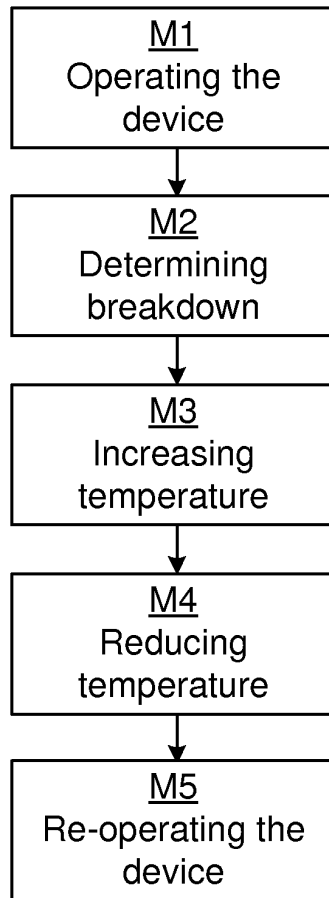 M1
Operating the
device
M2
Determining
breakdown
M3
Increasing
temperature
M4
Reducing
temperature
M5
Re-operating the
device